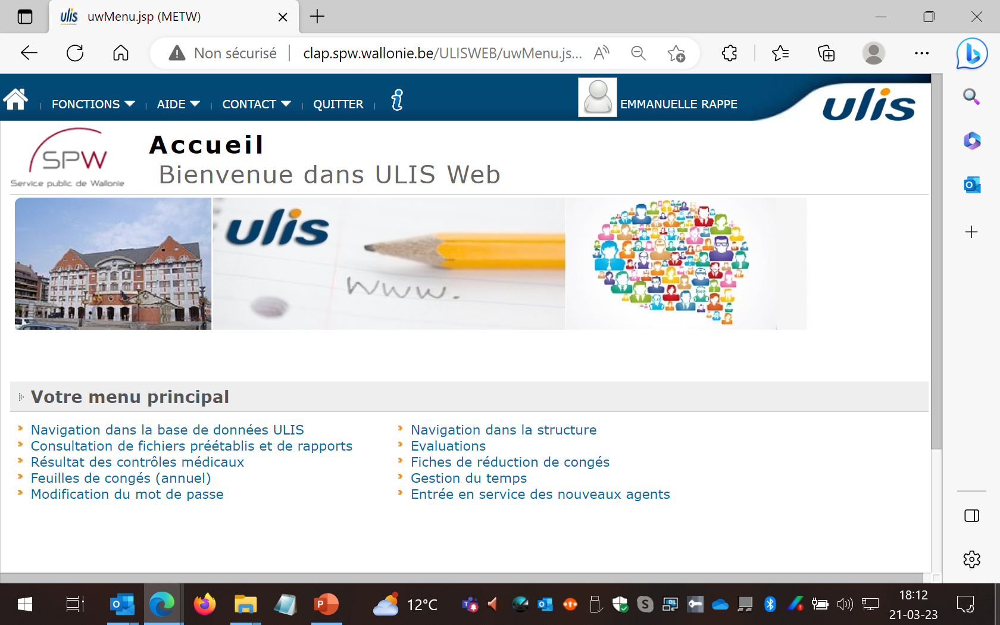 ulis
uwMenu.jsp (METW)
Non sécurisé
clap.spw.wallonie.be/ULISWEB/uwMenu.js...
FONCTIONS
AIDE
CONTACT
QUITTER
EMMANUELLE RAPPE
ulis
SPW
Service public de Wallonie
Accueil
Bienvenue dans ULIS Web
ulis
www.
Votre menu principal
Navigation dans la base de données ULIS
Consultation de fichiers préétablis et de rapports
Résultat des contrôles médicaux
Feuilles de congés (annuel)
Modification du mot de passe
Navigation dans la structure
Evaluations
Fiches de réduction de congés
Gestion du temps
Entrée en service des nouveaux agents
12°C
18:12
21-03-23